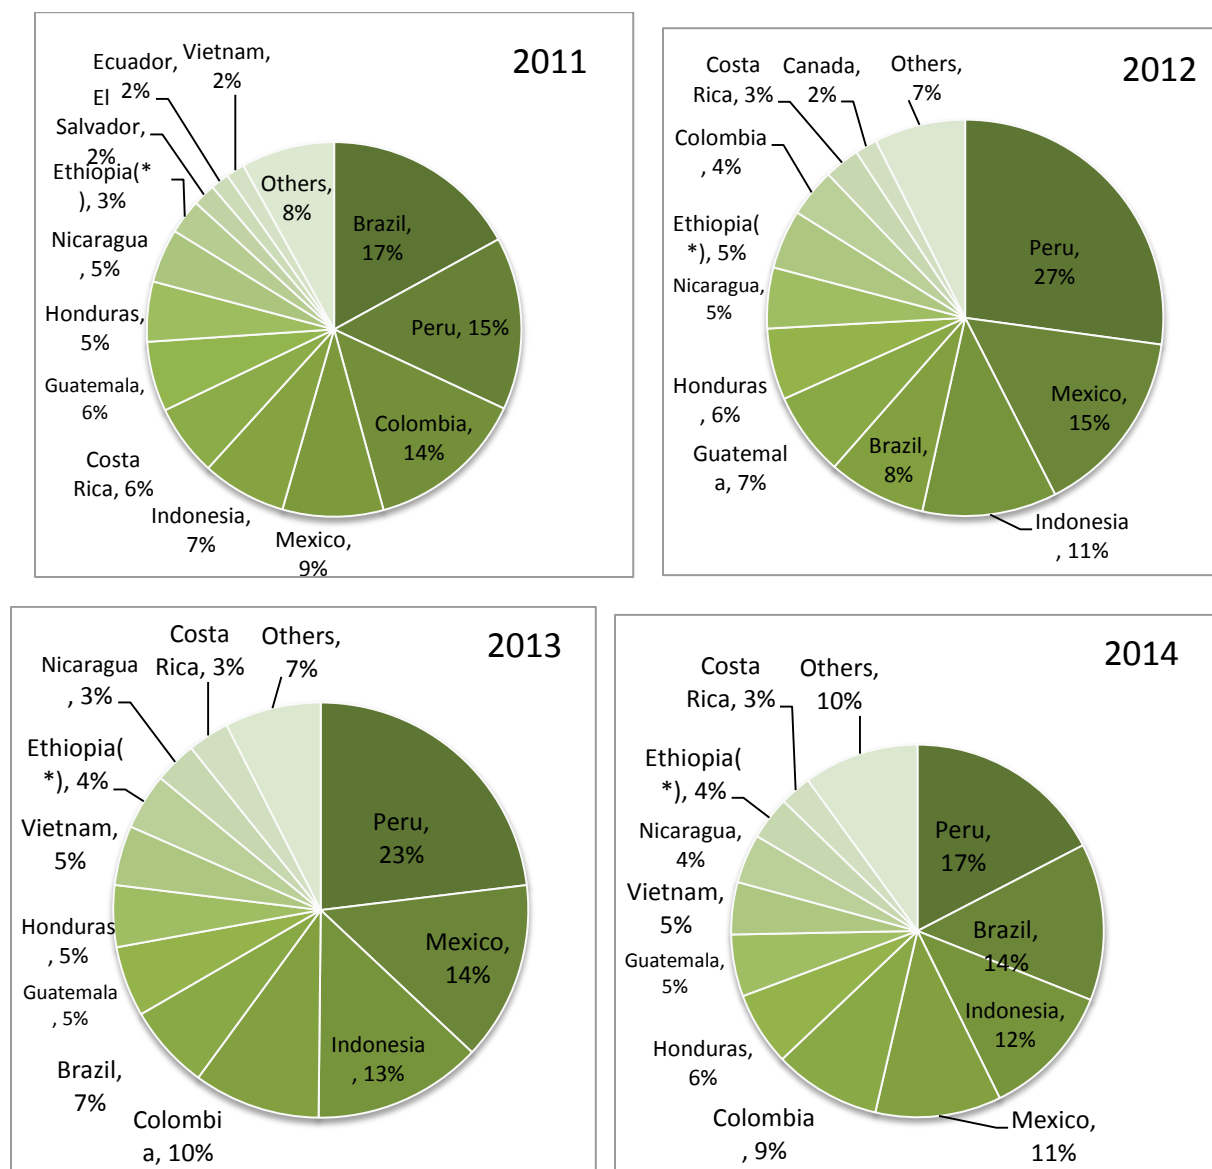 2011
Vietnam,
2%
Ecuador,
2%
El
Salvador,
2%
Ethiopia(*
), 3%
Nicaragua
, 5%
Honduras,
5%
Guatemala,
6%
Costa
Rica, 6%
Indonesia,
7%
Mexico,
9%
Colombia,
14%
Peru, 15%
Brazil,
17%
Others,
8%
2012
Costa
Rica, 3%
Canada,
2%
Others,
7%
Colombia
, 4%
Ethiopia(
*), 5%
Nicaragua,
5%
Honduras
, 6%
Guatemal
a, 7%
Brazil,
8%
Indonesia
, 11%
Mexico,
15%
Peru,
27%
2013
Costa
Rica, 3%
Others,
7%
Nicaragua
, 3%
Ethiopia(
*), 4%
Vietnam,
5%
Honduras
, 5%
Guatemala
, 5%
Brazil,
7%
Colombi
a, 10%
Indonesia
, 13%
Mexico,
14%
Peru,
23%
2014
Costa
Rica, 3%
Others,
10%
Ethiopia(
*), 4%
Nicaragua,
4%
Vietnam,
5%
Guatemala,
5%
Honduras,
6%
Colombia
, 9%
Mexico,
11%
Indonesia,
12%
Brazil,
14%
Peru,
17%